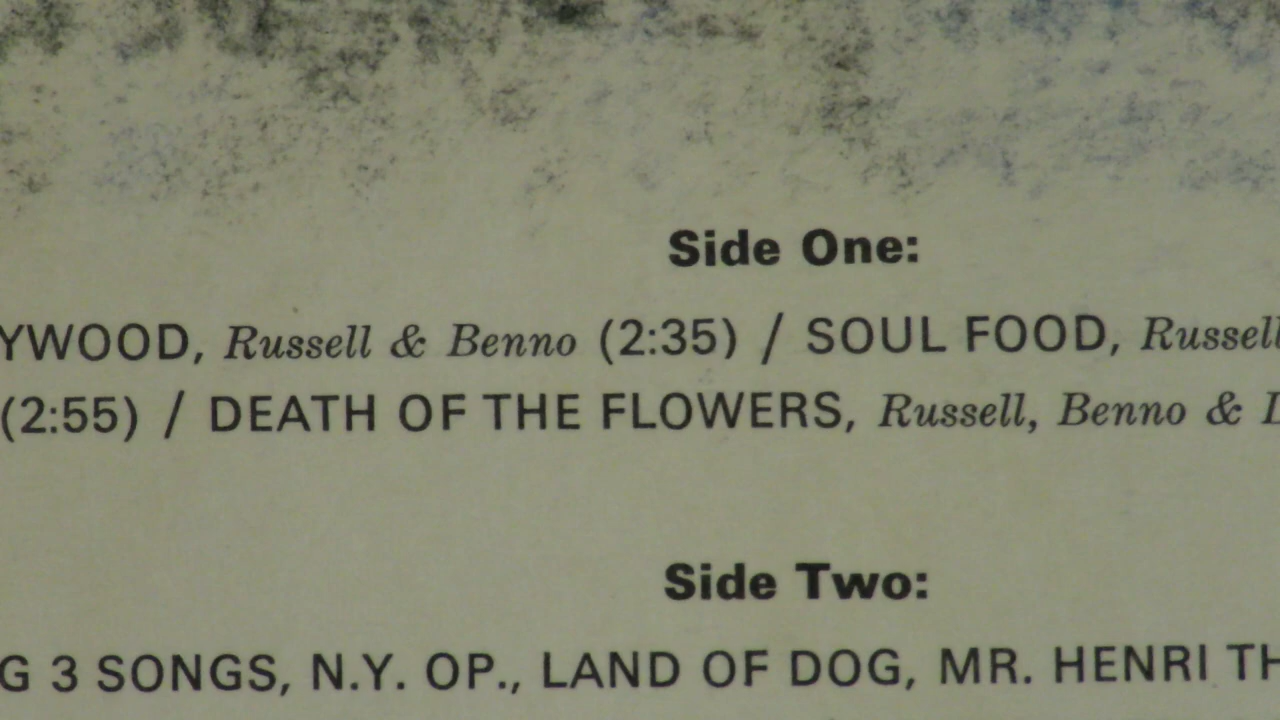 Side One:
YWOOD, Russell & Benno (2:35) / SOUL FOOD, Russell
(2:55) / DEATH OF THE FLOWERS, Russell, Benno &
Side Two:
G 3 SONGS, N.Y. OP., LAND OF DOG, MR. HENRI TH